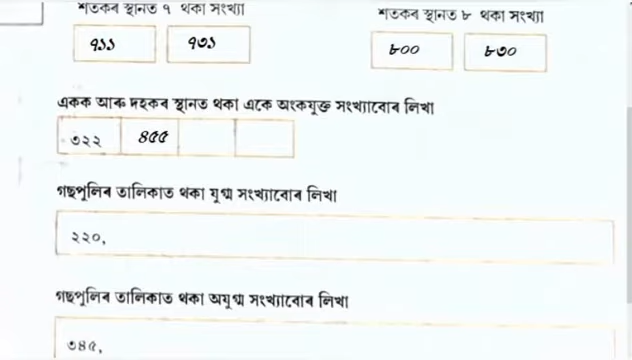 শতকৰ স্থানত ৭ থকা সংখ্যা
শতকৰ স্থানত ৮ থকা সংখ্যা
৭১১ ৭৩১
৮০০ ৮৩০
একক আৰু দহকৰ স্থানত থকা একে অংকযুক্ত সংখ্যাবোৰ লিখা
৩২২ ৪৫৫
গছপুলিৰ তালিকাত থকা যুগ্ম সংখ্যাবোৰ লিখা
২২০,
গছপুলিৰ তালিকাত থকা অযুগ্ম সংখ্যাবোৰ লিখা
৩৪৫,